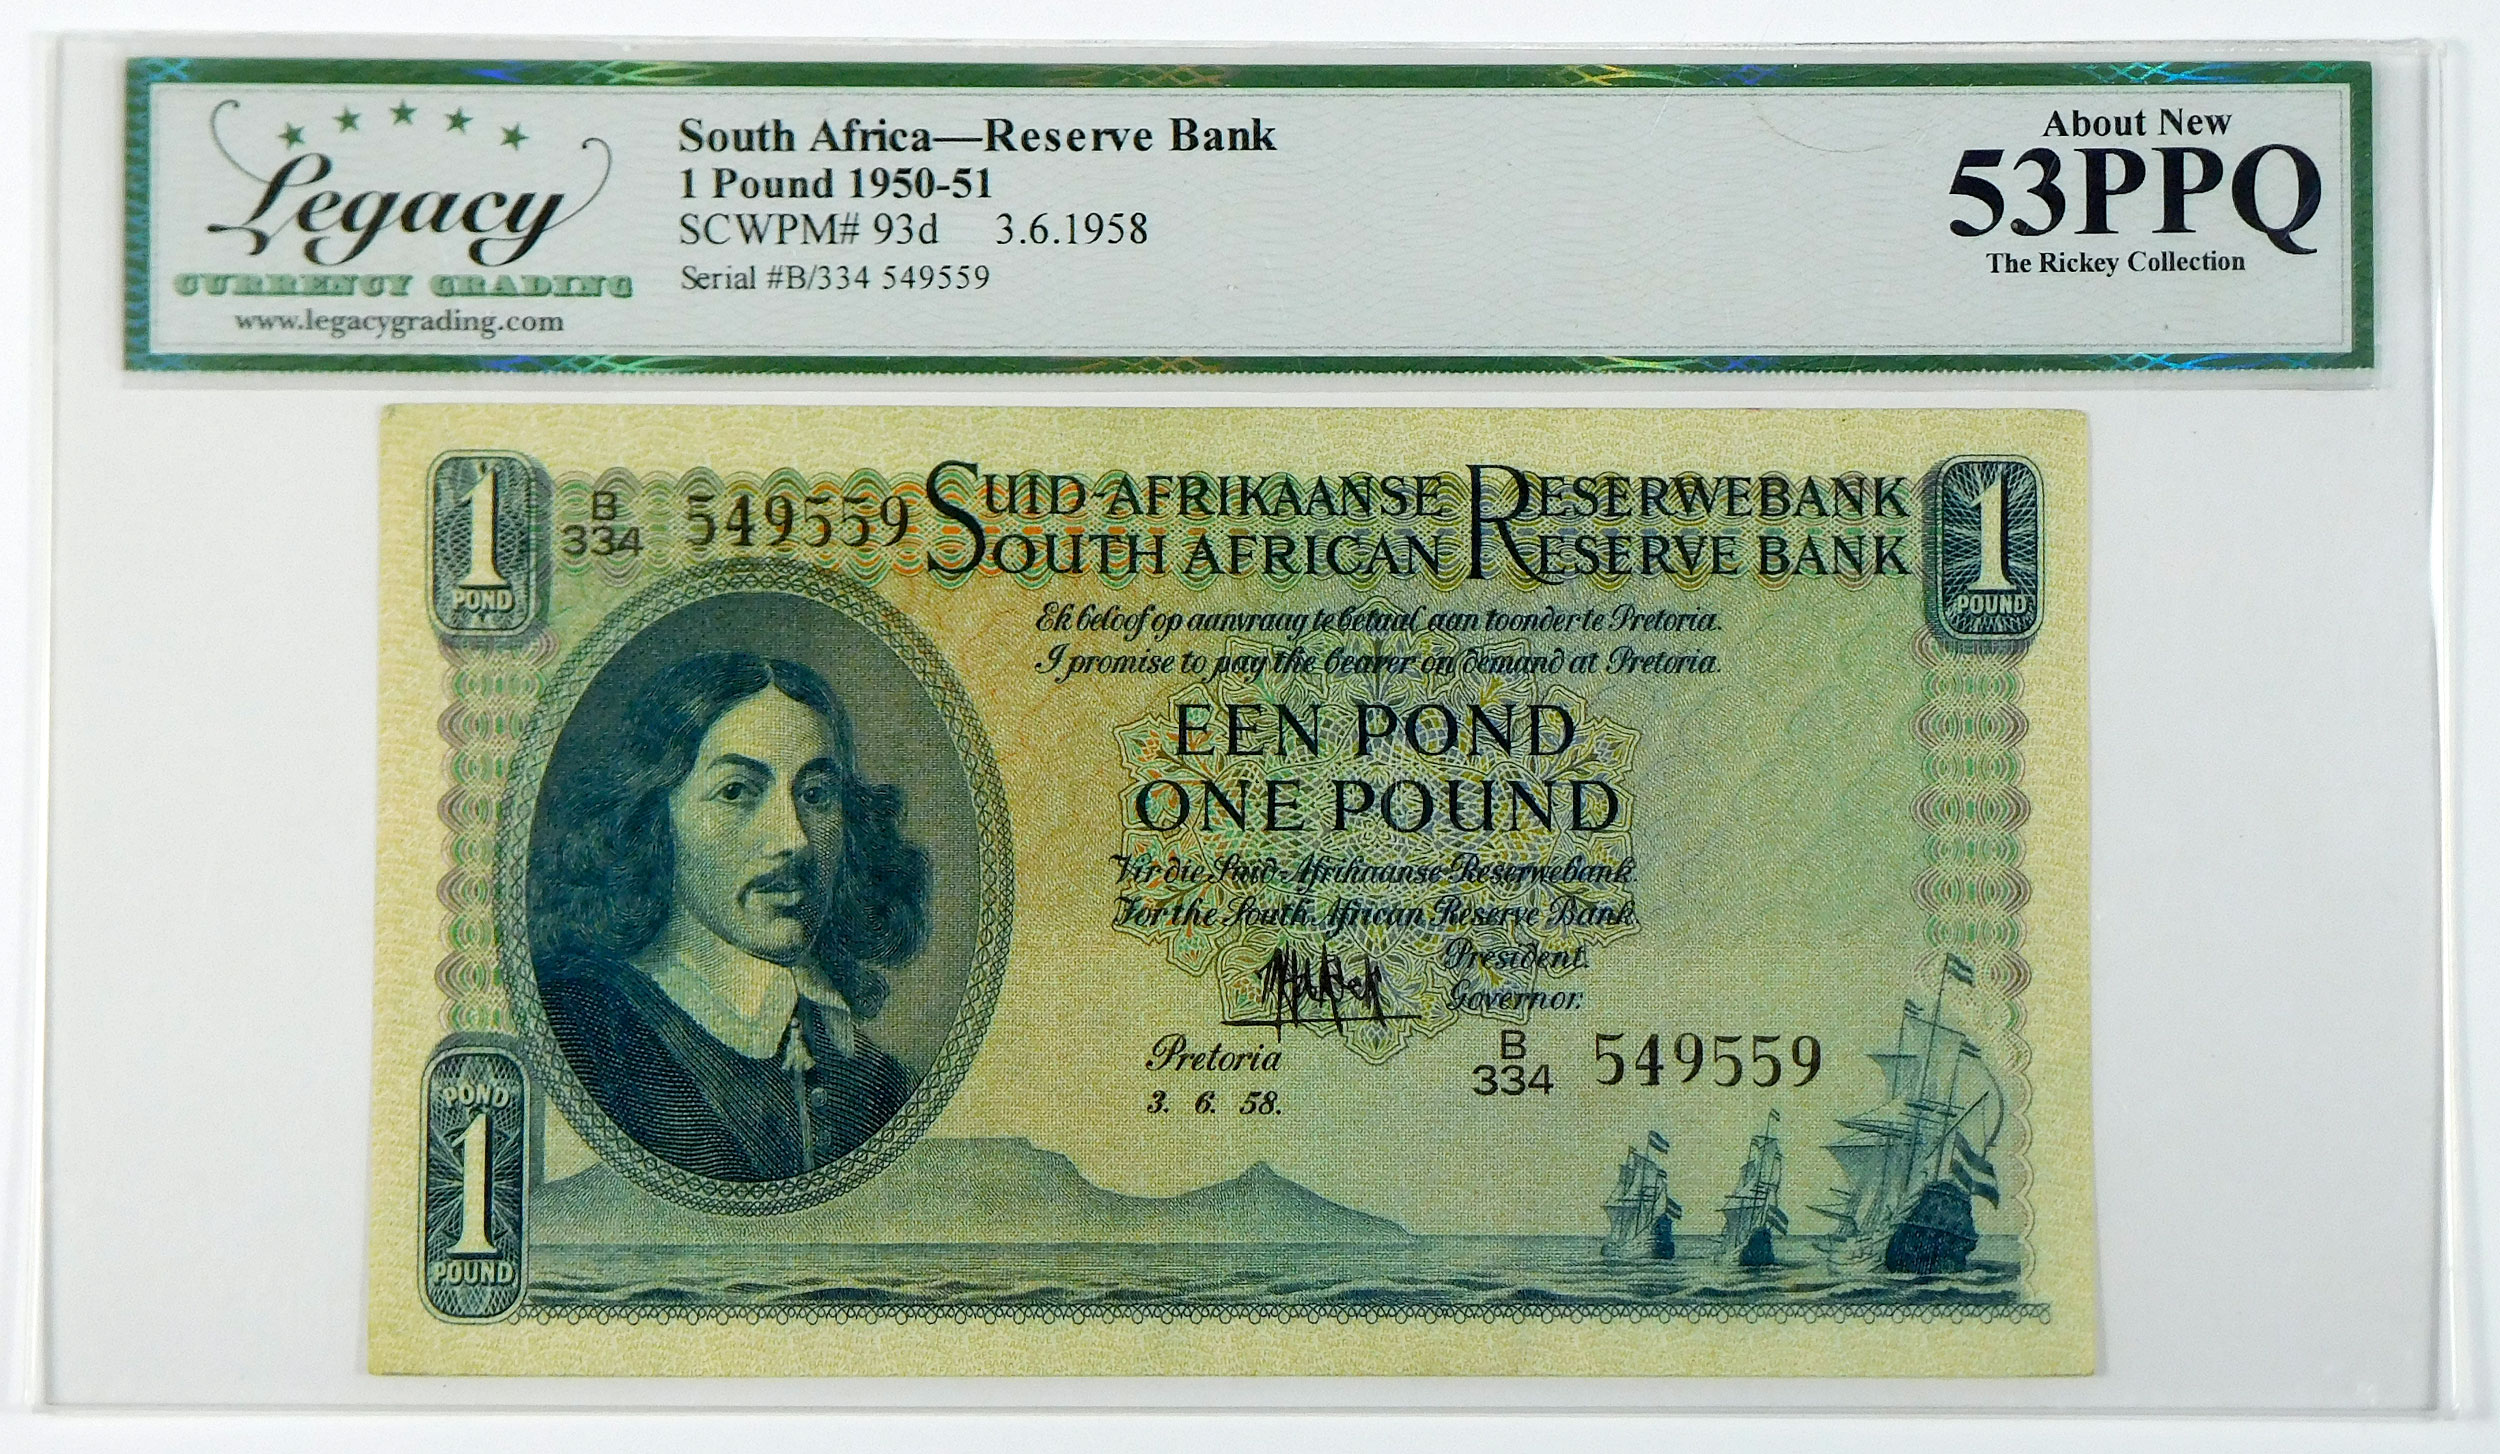 Legacy
CURRENCY GRADING
www.legacygrading.com
South Africa—Reserve Bank
1 Pound 1950-51
SCWPM# 93d 3.6.1958
Serial #B/334 549559
About New
53PPQ
The Rickey Collection
1
POND
B
334 549559
SUID-AFRIKAANSE RESERWEBANK
SOUTH AFRICAN RESERVE BANK
1
POUND
Ek beloof op aanvraag te betaal aan toonder te Pretoria.
I promise to pay the bearer on demand at Pretoria.
EEN POND
ONE POUND
Vir die Suid-Afrikaanse Reserwebank.
For the South African Reserve Bank.
President.
Governor.
Pretoria
3. 6. 58.
B
334 549559
POND
1
POUND